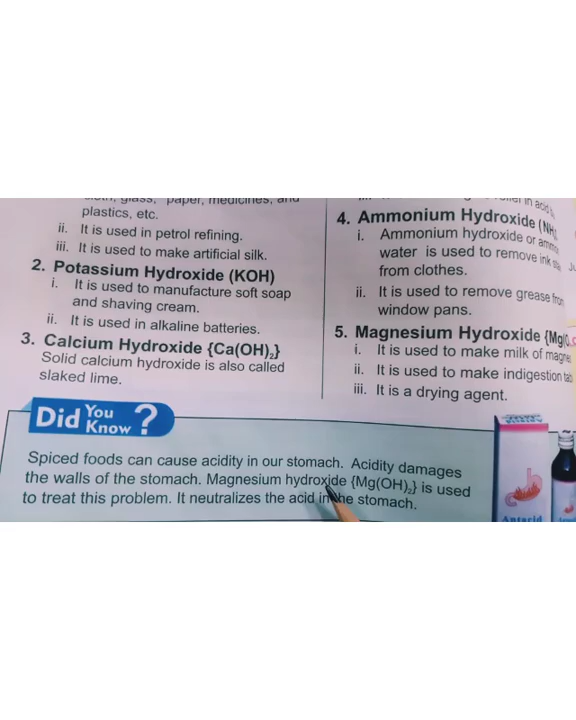 plastics, etc.
ii. It is used in petrol refining.
iii. It is used to make artificial silk.
2. Potassium Hydroxide (KOH)
i. It is used to manufacture soft soap
and shaving cream.
ii. It is used in alkaline batteries.
3. Calcium Hydroxide {Ca(OH)₂}
Solid calcium hydroxide is also called
slaked lime.
in acid
4. Ammonium Hydroxide (NH
i. Ammonium hydroxide or
water is used to remove ink
from clothes.
ii. It is used to remove grease from
window pans.
5. Magnesium Hydroxide {Mg(O
i. It is used to make milk of
ii. It is used to make indigestion
iii. It is a drying agent.
Did You Know ?
Spiced foods can cause acidity in our stomach. Acidity damages
the walls of the stomach. Magnesium hydroxide {Mg(OH)₂} is used
to treat this problem. It neutralizes the acid in the stomach.
Antacid